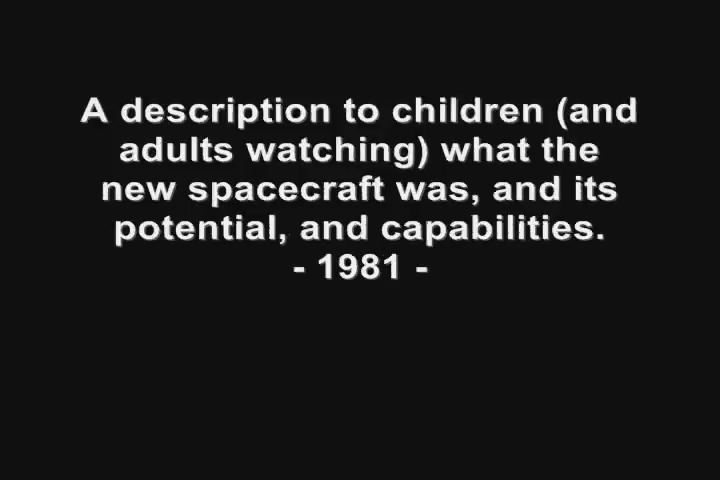 A description to children (and
adults watching) what the
new spacecraft was, and its
potential, and capabilities.
- 1981 -